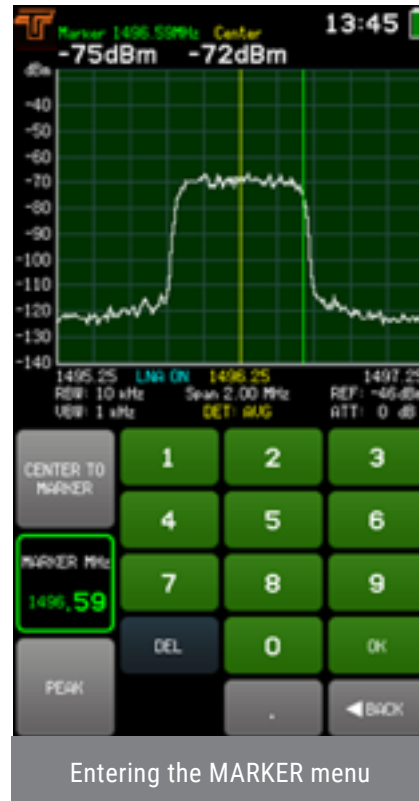 Marker 1496.59MHz Center 13:45
-75dBm -72dBm
dBm
-40
-50
-60
-70
-80
-90
-100
-110
-120
-130
-140
1495.25 LNA ON 1496.25 1497.25
RBW: 10 kHz Span 2.00 MHz REF: -46dBm
VBW: 1 kHz DET: AVG ATT: 0 dB
CENTER TO MARKER 1 2 3
4 5 6
MARKER MHz
1496.59 7 8 9
DEL 0 OK
PEAK . ◄BACK
Entering the MARKER menu